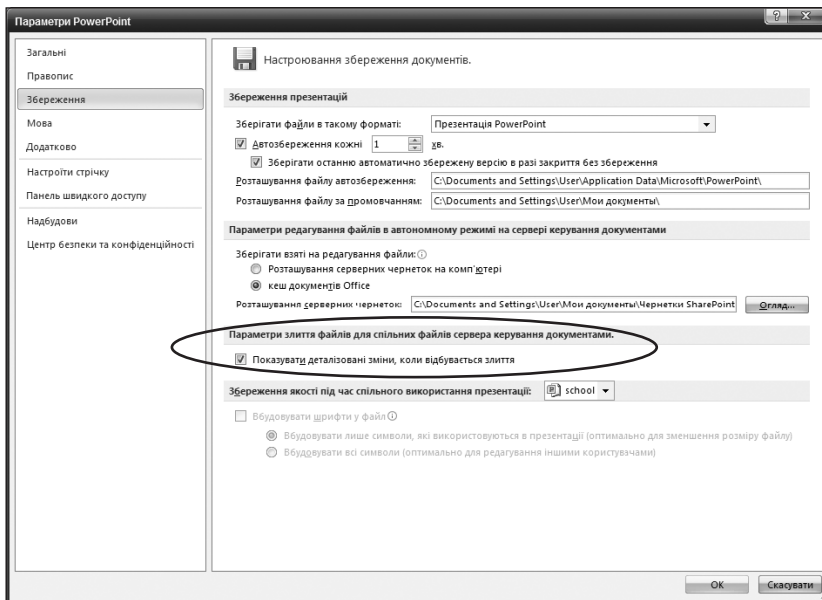 Параметри PowerPoint
Загальні
Правопис
Збереження
Мова
Додатково
Настроїти стрічку
Панель швидкого доступу
Надбудови
Центр безпеки та конфіденційності
Настроювання збереження документів.
Збереження презентацій
Зберігати файли в такому форматі: Презентація PowerPoint
Автозбереження кожні 1 хв.
Зберігати останню автоматично збережену версію в разі закриття без збереження
Розташування файлу автозбереження: C:\Documents and Settings\User\Application Data\Microsoft\PowerPoint\
Розташування файлу за промовчанням: C:\Documents and Settings\User\Мои документы\
Параметри редагування файлів в автономному режимі на сервері керування документами
Зберігати взяті на редагування файли:
Розташування серверних чернеток на комп'ютері
кеш документів Office
Розташування серверних чернеток: C:\Documents and Settings\User\Мои документы\Чернетки SharePoint Огляд...
Параметри злиття файлів для спільних файлів сервера керування документами.
Показувати деталізовані зміни, коли відбувається злиття
Збереження якості під час спільного використання презентації: school
Вбудовувати шрифти у файл
Вбудовувати лише символи, які використовуються в презентації (оптимально для зменшення розміру файлу)
Вбудовувати всі символи (оптимально для редагування іншими користувачами)
ОК Скасувати